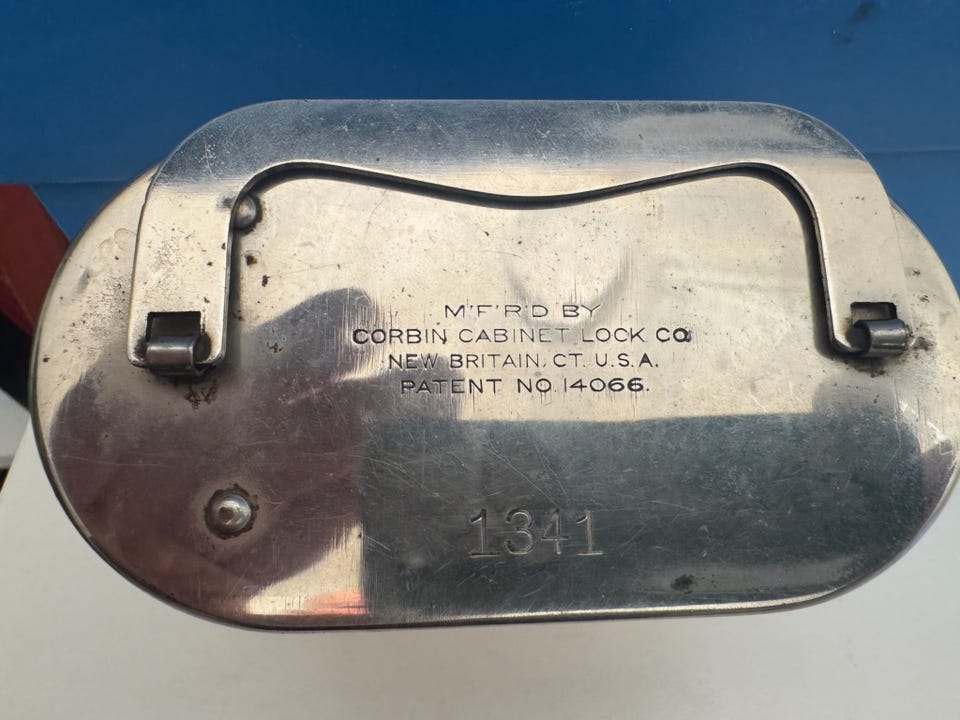 M'F'R'D BY
CORBIN CABINET LOCK CO.
NEW BRITAIN, CT. U.S.A.
PATENT NO. 14066.
1341